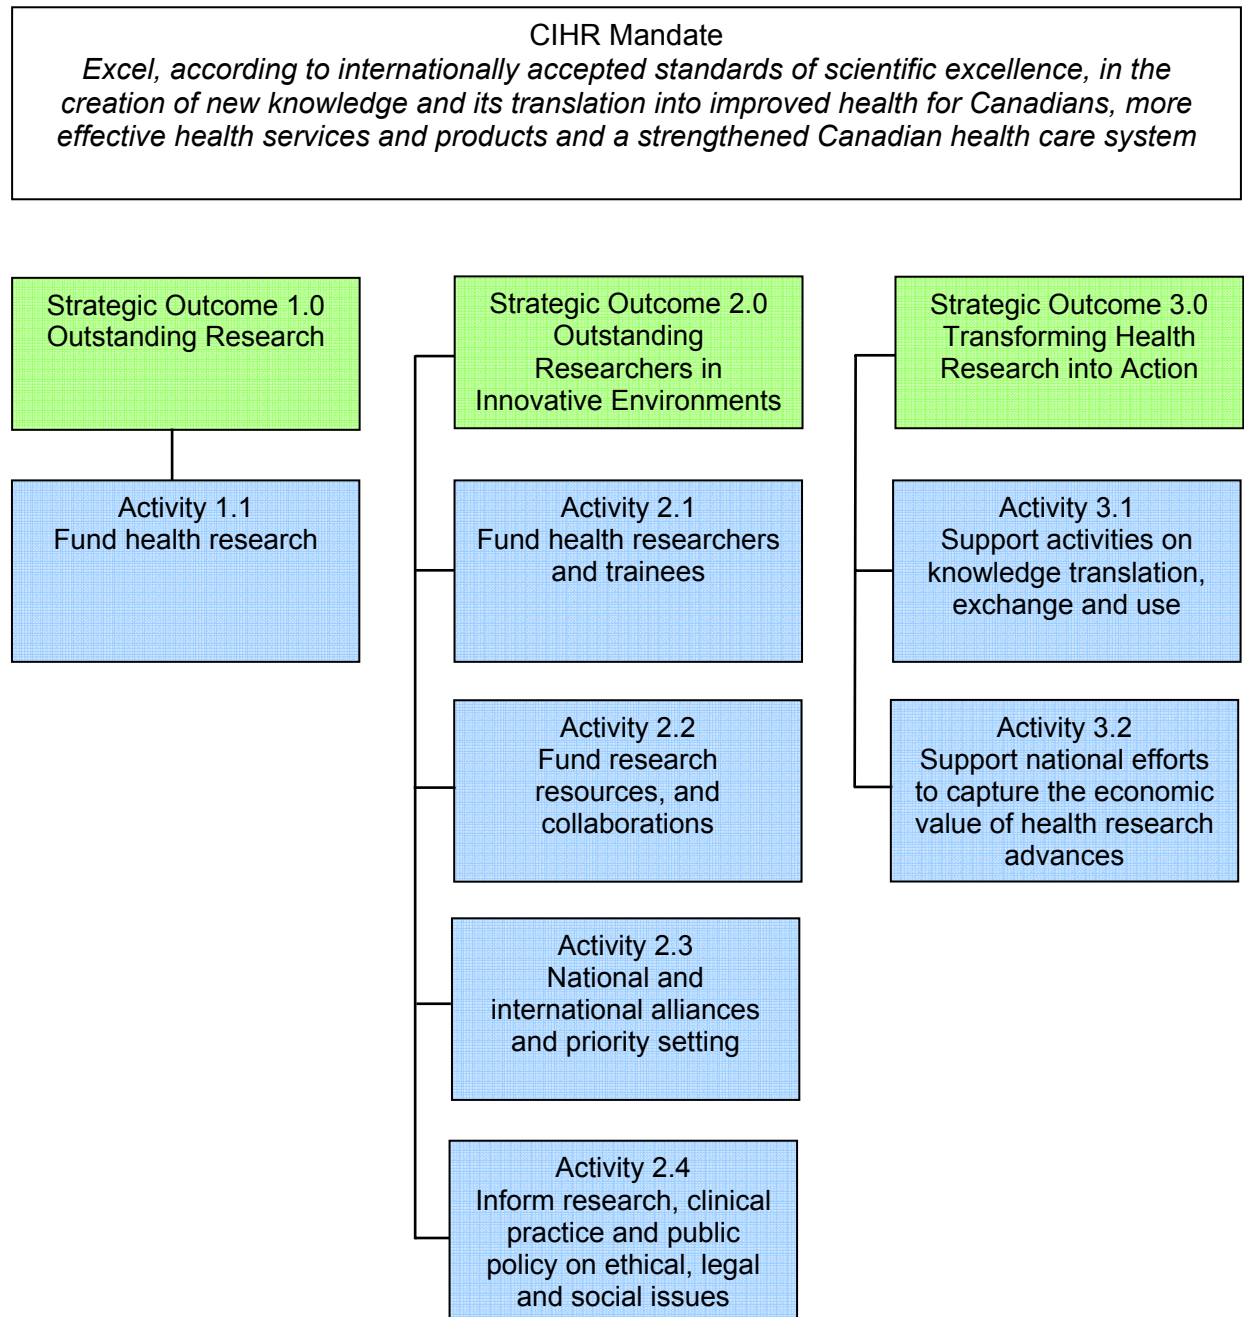 CIHR Mandate
Excel, according to internationally accepted standards of scientific excellence, in the
creation of new knowledge and its translation into improved health for Canadians, more
effective health services and products and a strengthened Canadian health care system
Strategic Outcome 1.0
Outstanding Research
Activity 1.1
Fund health research
Strategic Outcome 2.0
Outstanding
Researchers in
Innovative Environments
Activity 2.1
Fund health researchers
and trainees
Activity 2.2
Fund research
resources, and
collaborations
Activity 2.3
National and
international alliances
and priority setting
Activity 2.4
Inform research, clinical
practice and public
policy on ethical, legal
and social issues
Strategic Outcome 3.0
Transforming Health
Research into Action
Activity 3.1
Support activities on
knowledge translation,
exchange and use
Activity 3.2
Support national efforts
to capture the economic
value of health research
advances